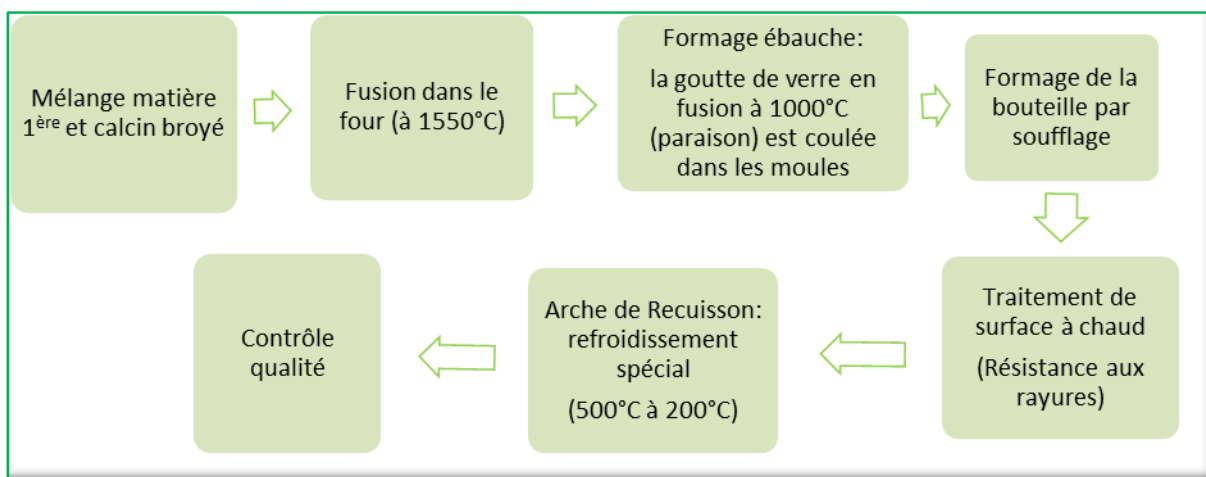 Mélange matière
1ère et calcin broyé
Fusion dans le
four (à 1550°C)
Formage ébauche:
la goutte de verre en
fusion à 1000°C
(paraison) est coulée
dans les moules
Formage de la
bouteille par
soufflage
Traitement de
surface à chaud
(Résistance aux
rayures)
Arche de Recuisson:
refroidissement
spécial
(500°C à 200°C)
Contrôle
qualité